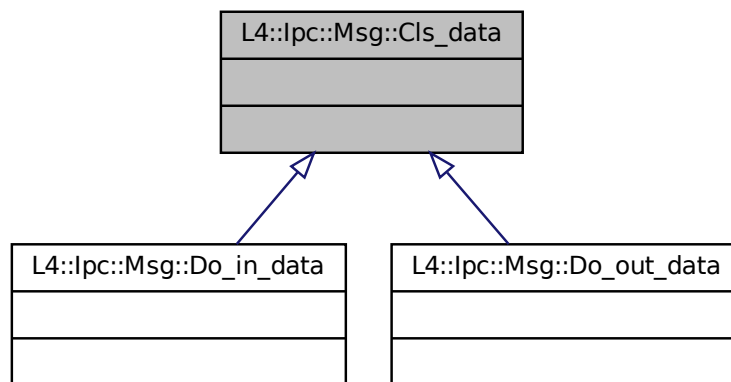 L4::Ipc::Msg::Cls_data
L4::Ipc::Msg::Do_in_data
L4::Ipc::Msg::Do_out_data